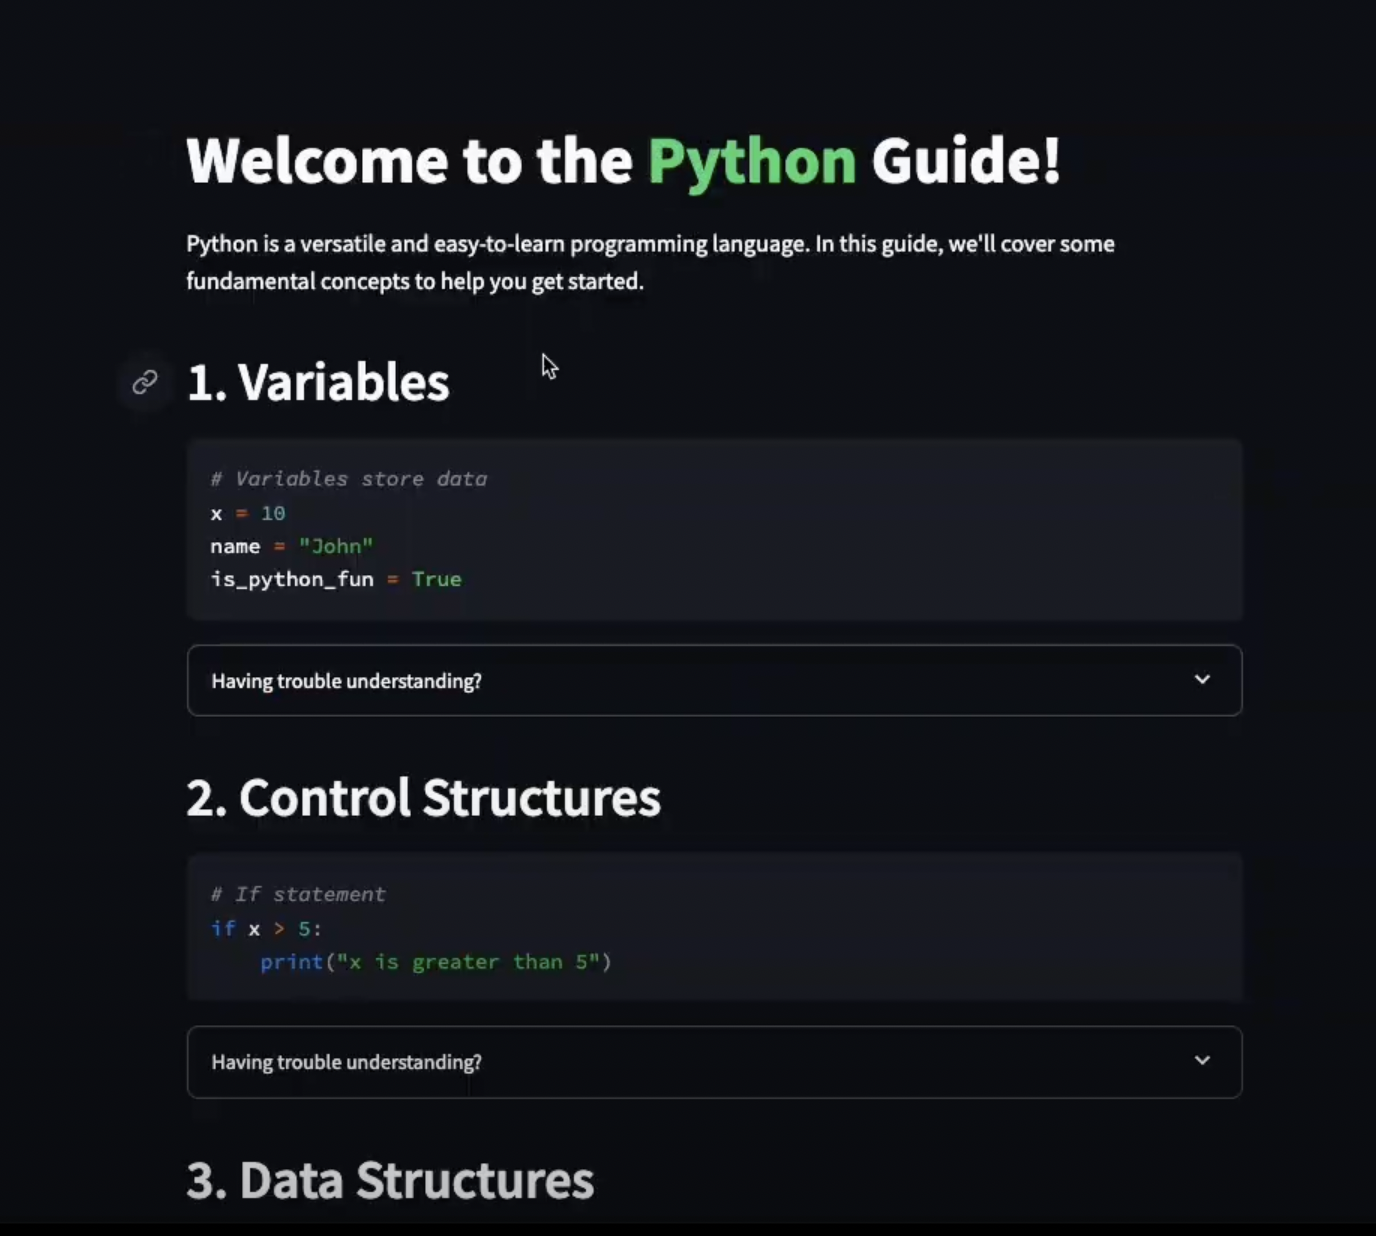 Welcome to the Python Guide!
Python is a versatile and easy-to-learn programming language. In this guide, we'll cover some
fundamental concepts to help you get started.
1. Variables
# Variables store data
x = 10
name = "John"
is_python_fun = True
Having trouble understanding?
2. Control Structures
# If statement
if x > 5:
    print("x is greater than 5")
Having trouble understanding?
3. Data Structures